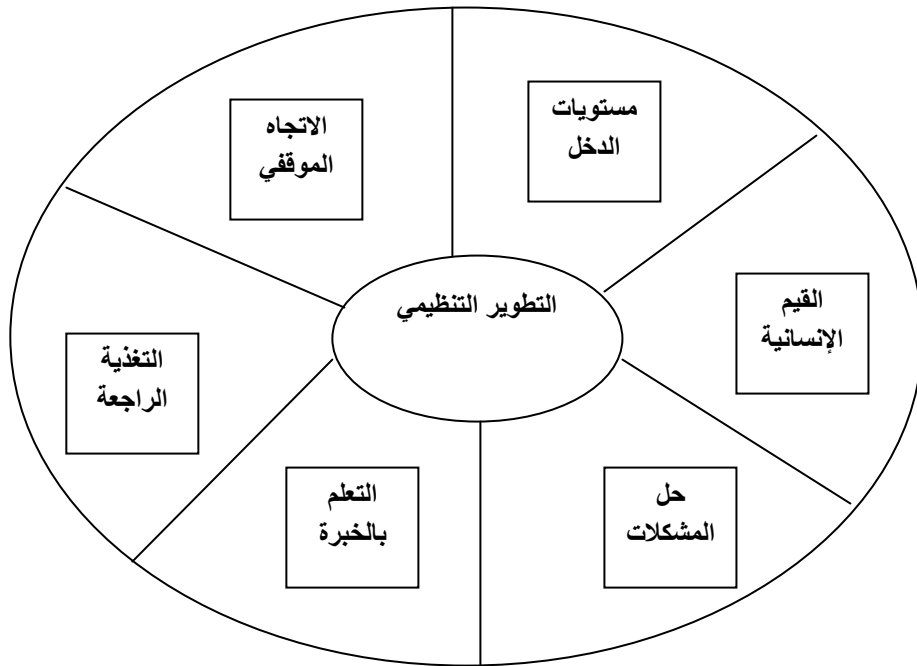 مستويات
الدخل
الاتجاه
الموقفي
القيم
الإنسانية
التطوير التنظيمي
التغذية
الراجعة
حل
المشكلات
التعلم
بالخبرة